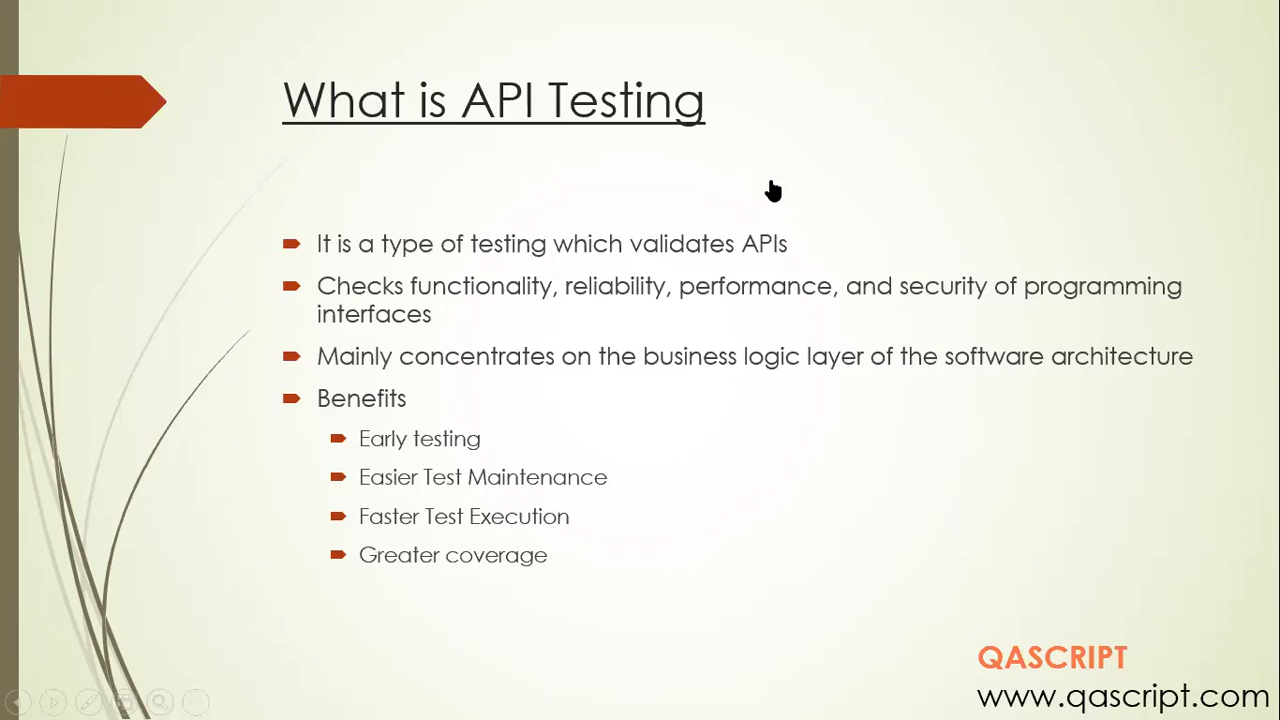 What is API Testing
It is a type of testing which validates APIs
Checks functionality, reliability, performance, and security of programming
interfaces
Mainly concentrates on the business logic layer of the software architecture
Benefits
Early testing
Easier Test Maintenance
Faster Test Execution
Greater coverage
QASCRIPT
www.qascript.com